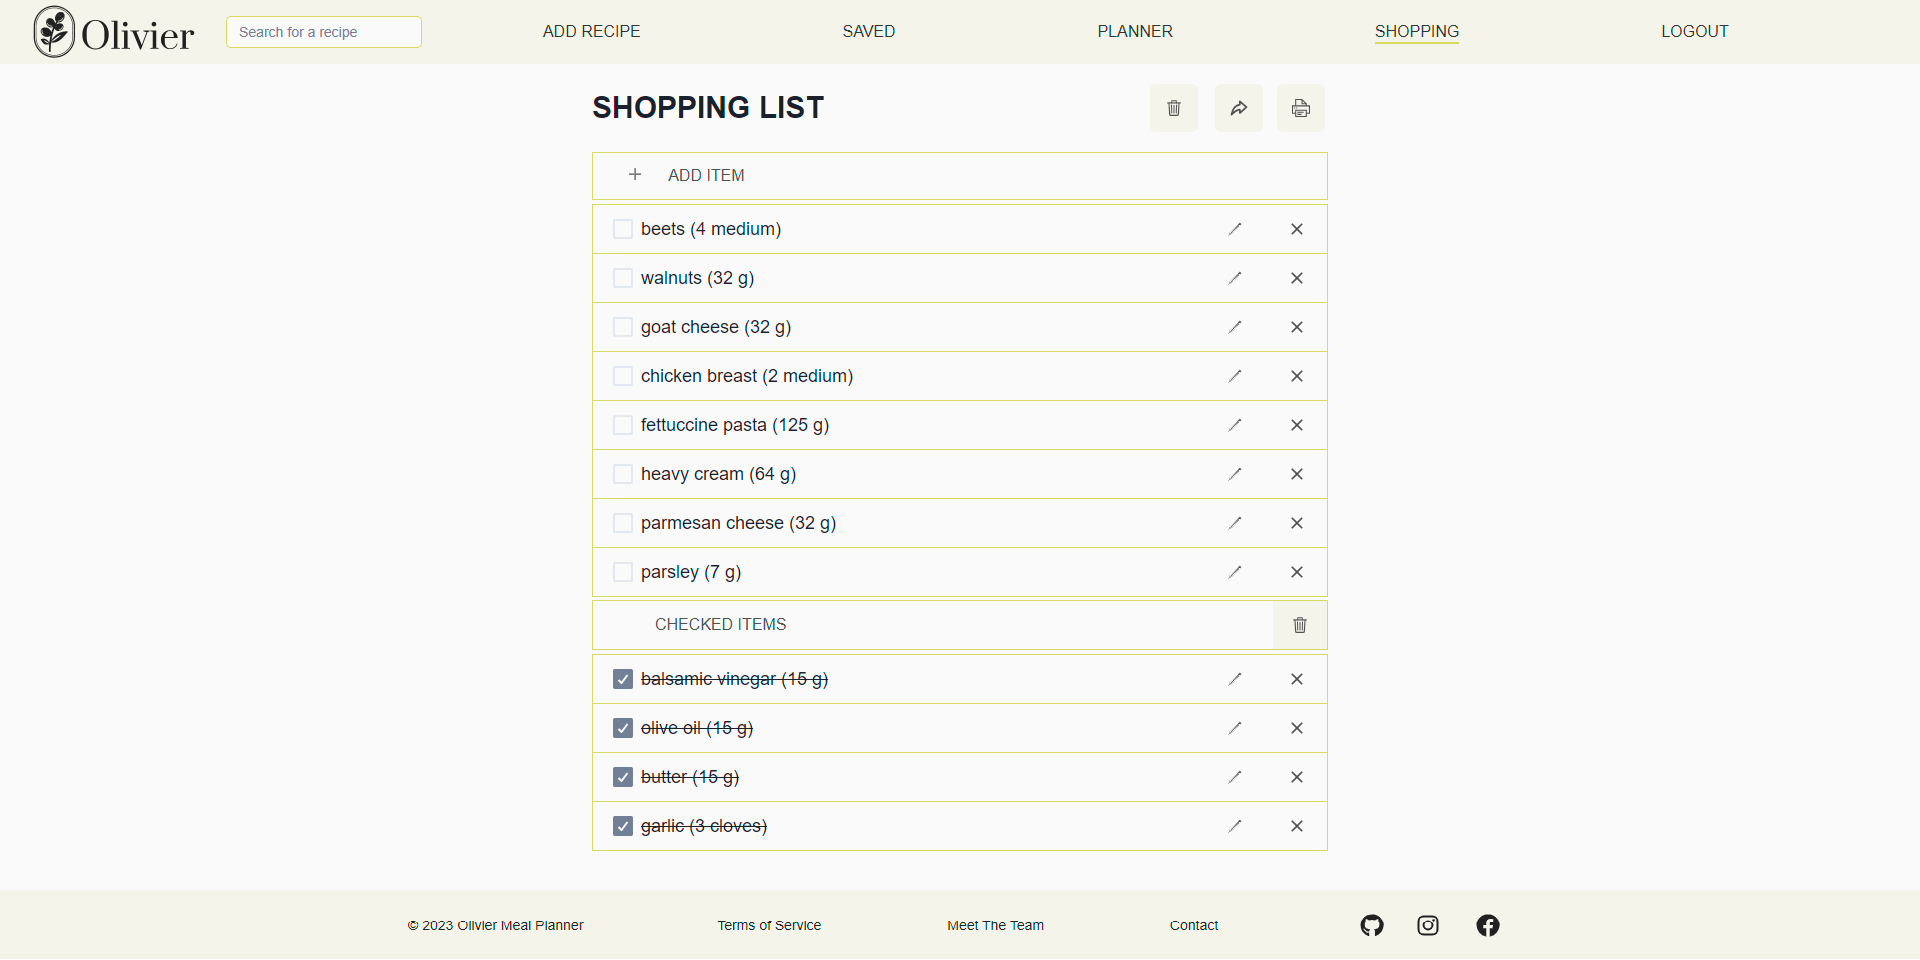 Olivier
Search for a recipe
ADD RECIPE
SAVED
PLANNER
SHOPPING
LOGOUT
SHOPPING LIST
ADD ITEM
beets (4 medium)
walnuts (32 g)
goat cheese (32 g)
chicken breast (2 medium)
fettuccine pasta (125 g)
heavy cream (64 g)
parmesan cheese (32 g)
parsley (7 g)
CHECKED ITEMS
balsamic vinegar (15 g)
olive oil (15 g)
butter (15 g)
garlic (3 cloves)
© 2023 Olivier Meal Planner
Terms of Service
Meet The Team
Contact